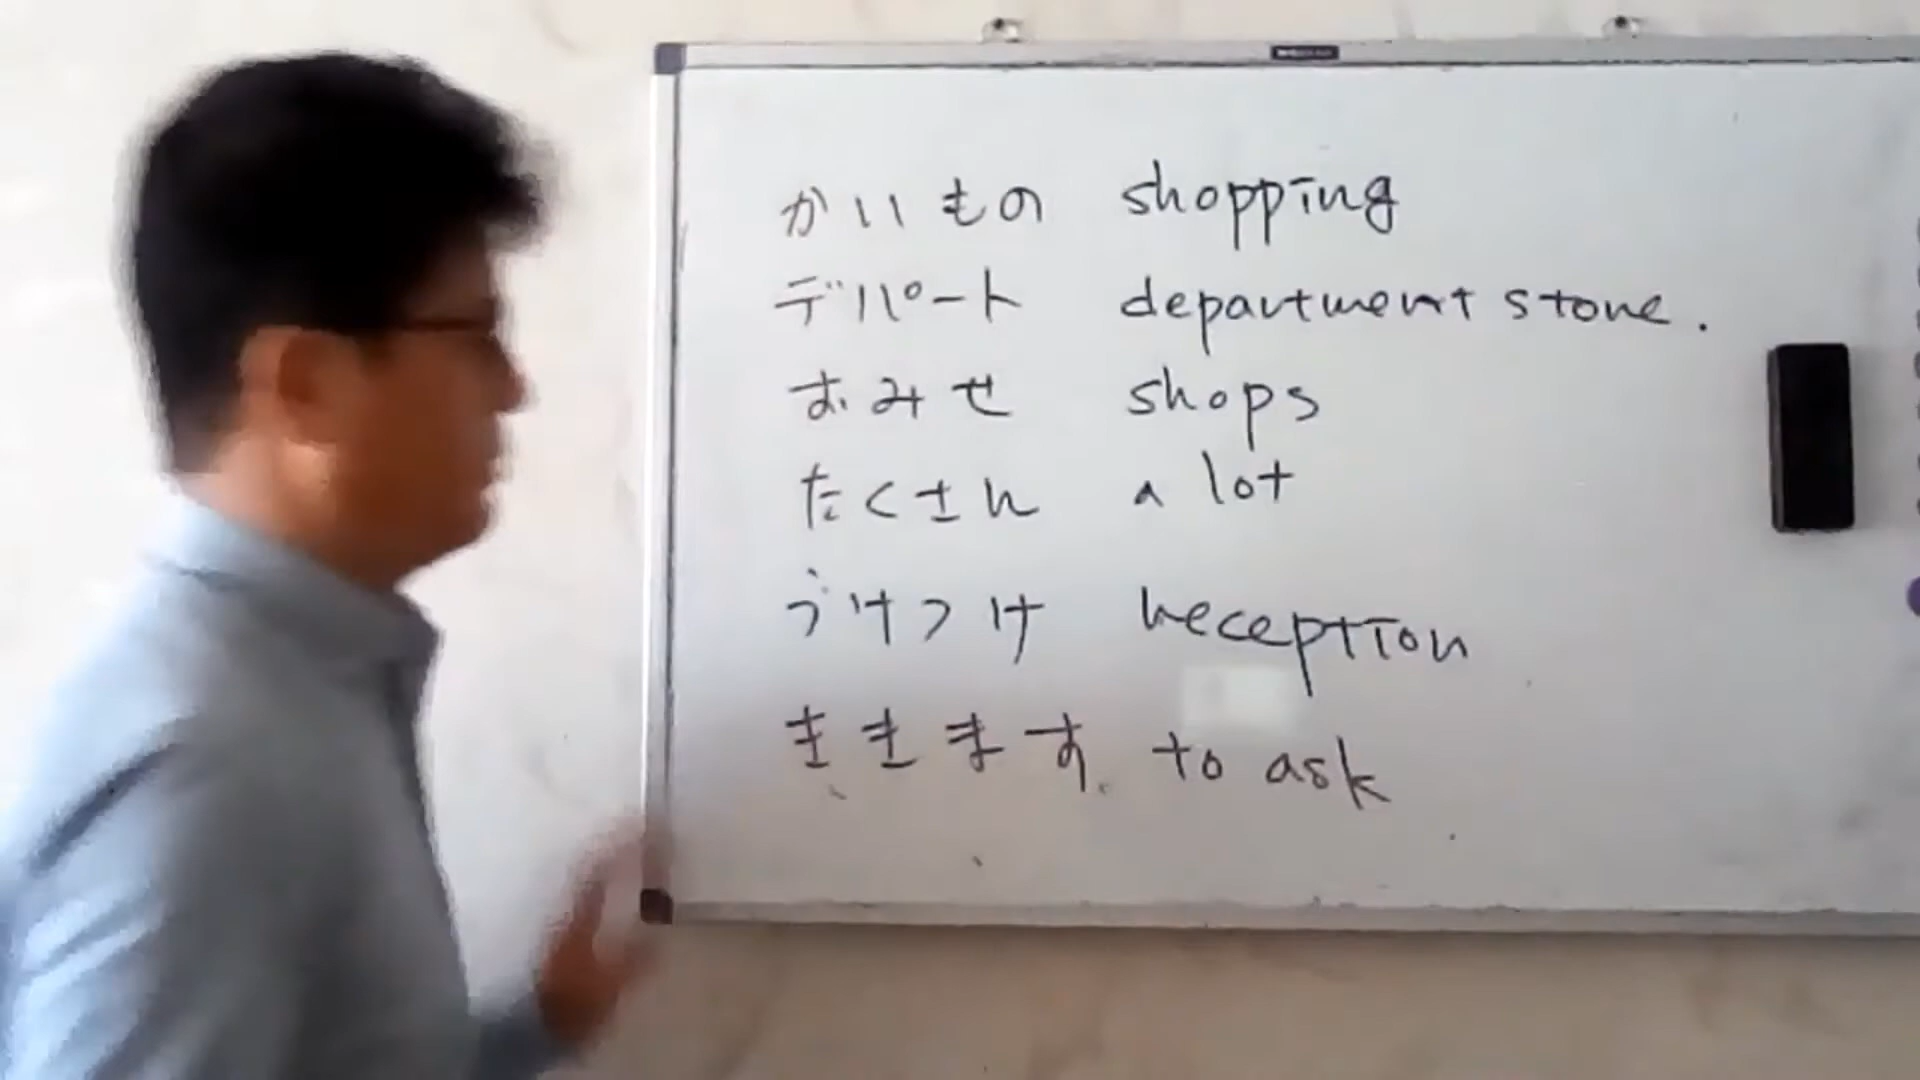 かいもの shopping
デパート department store.
おみせ shops
たくさん a lot
うけつけ reception
ききます to ask